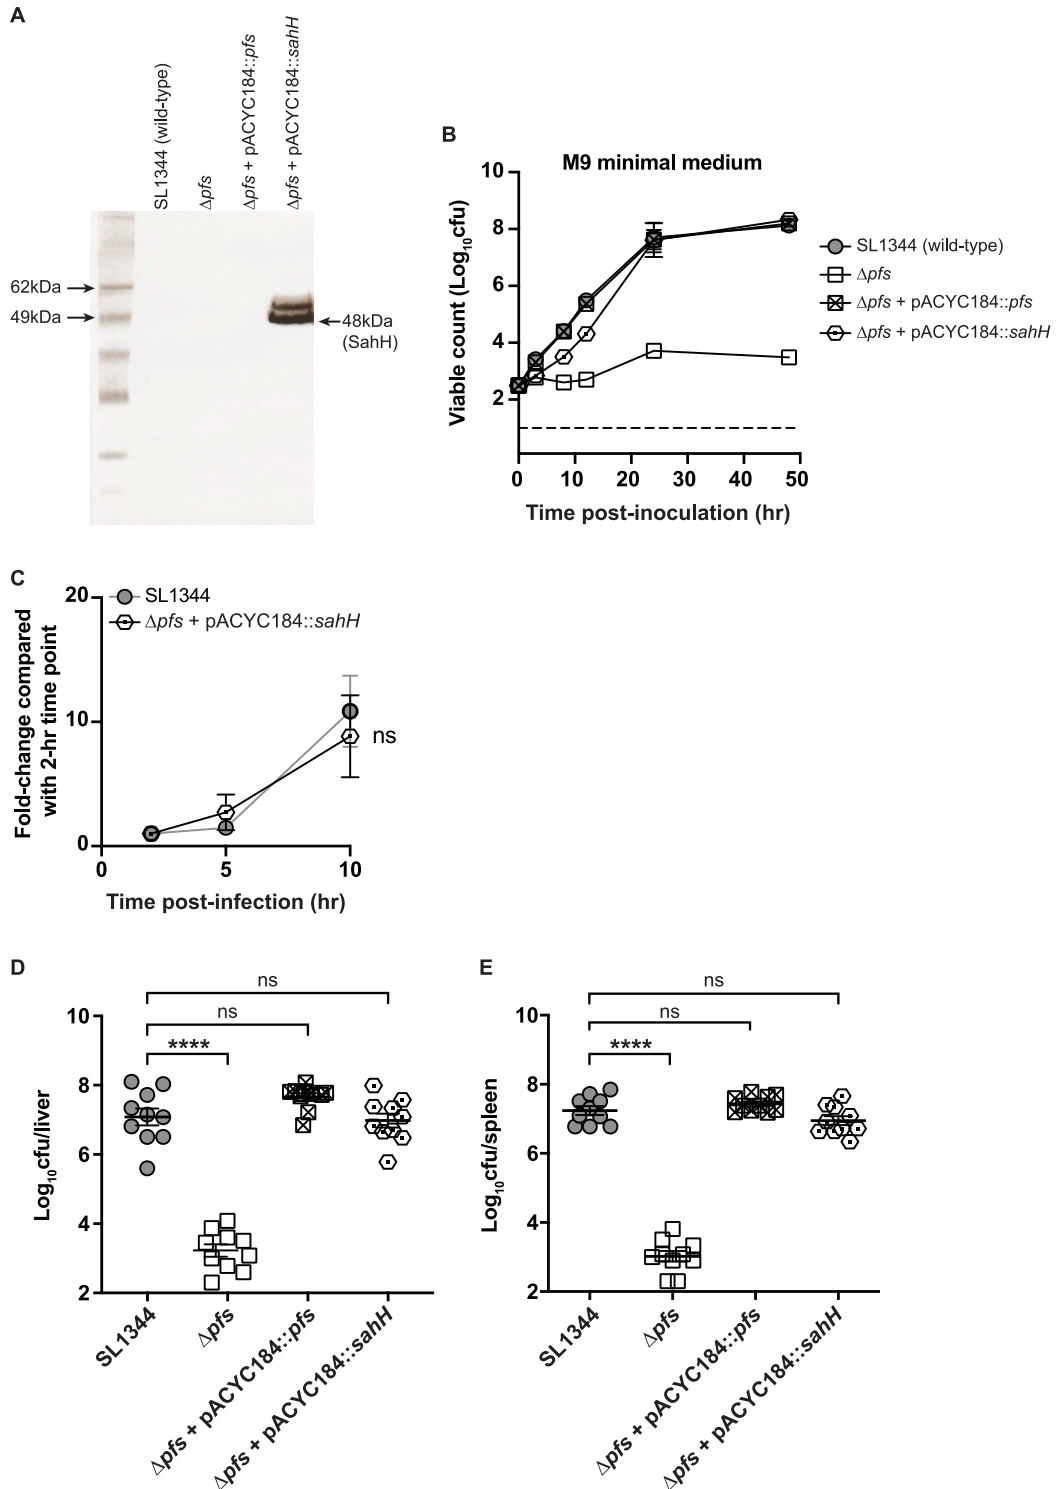 A
SL1344 (wild-type)
Δpfs
Δpfs + pACYC184::pfs
Δpfs + pACYC184::sahH
62kDa
49kDa
48kDa
(SahH)
B
M9 minimal medium
Viable count (Log10cfu)
10
8
6
4
2
0
10
20
30
40
50
Time post-inoculation (hr)
SL1344 (wild-type)
Δpfs
Δpfs + pACYC184::pfs
Δpfs + pACYC184::sahH
C
SL1344
Δpfs + pACYC184::sahH
Fold-change compared
with 2-hr time point
20
10
0
ns
0
5
10
Time post-infection (hr)
D
ns
ns
****
Log10cfu/liver
10
8
6
4
2
SL1344
Δpfs
Δpfs + pACYC184::pfs
Δpfs + pACYC184::sahH
E
ns
ns
****
Log10cfu/spleen
10
8
6
4
2
SL1344
Δpfs
Δpfs + pACYC184::pfs
Δpfs + pACYC184::sahH